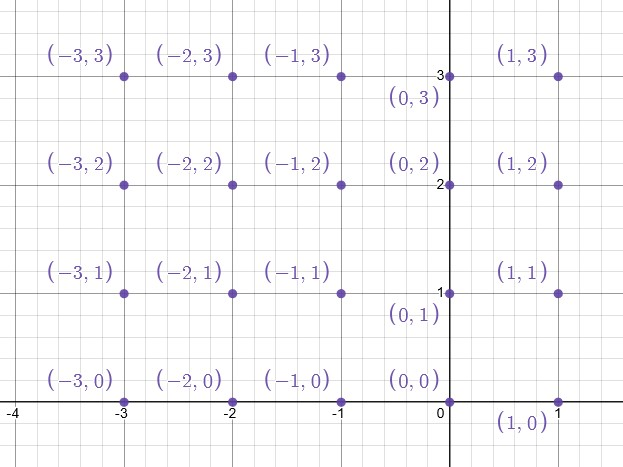 (−3, 3) (−2, 3) (−1, 3) (1, 3)
3
(0, 3)
(−3, 2) (−2, 2) (−1, 2) (0, 2) (1, 2)
2
(−3, 1) (−2, 1) (−1, 1) (1, 1)
1
(0, 1)
(−3, 0) (−2, 0) (−1, 0) (0, 0)
-4 -3 -2 -1 0 1
(1, 0)